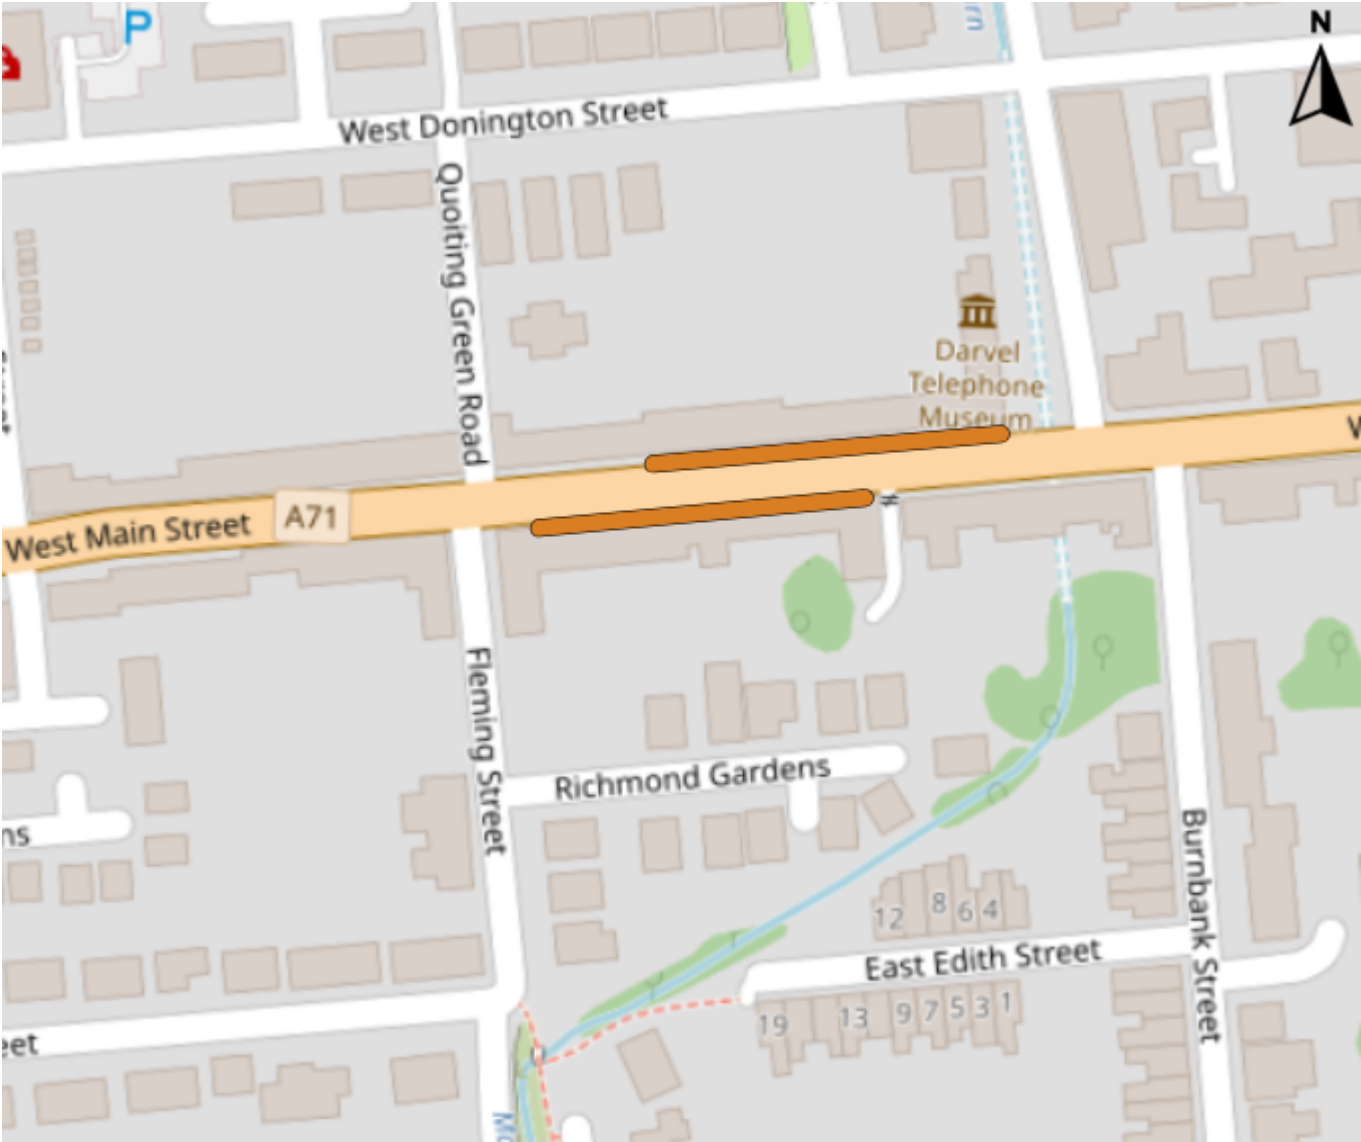 P
rn
N
West Donington Street
Quoiting Green Road
Darvel
Telephone
Museum
W
A71
West Main Street
Fleming Street
Richmond Gardens
ns
Burnbank Street
12 8 6 4
East Edith Street
19 13 9 7 5 3 1
eet